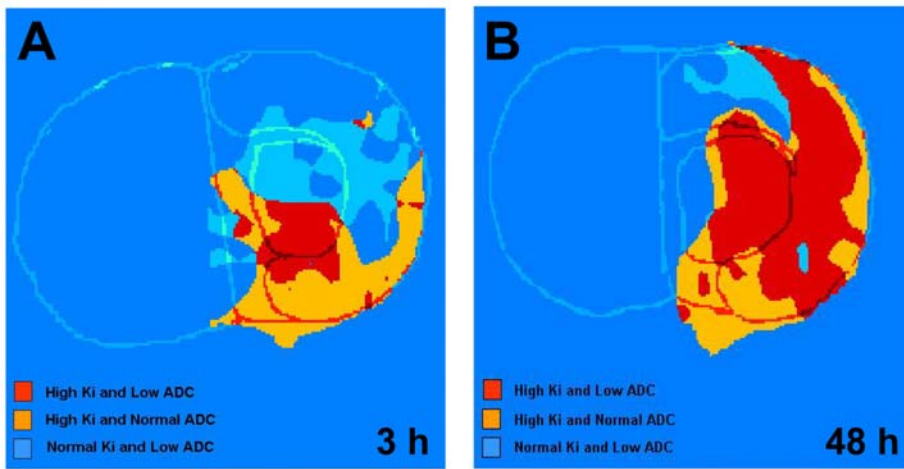 A
High Ki and Low ADC
High Ki and Normal ADC
Normal Ki and Low ADC
3 h
B
High Ki and Low ADC
High Ki and Normal ADC
Normal Ki and Low ADC
48 h